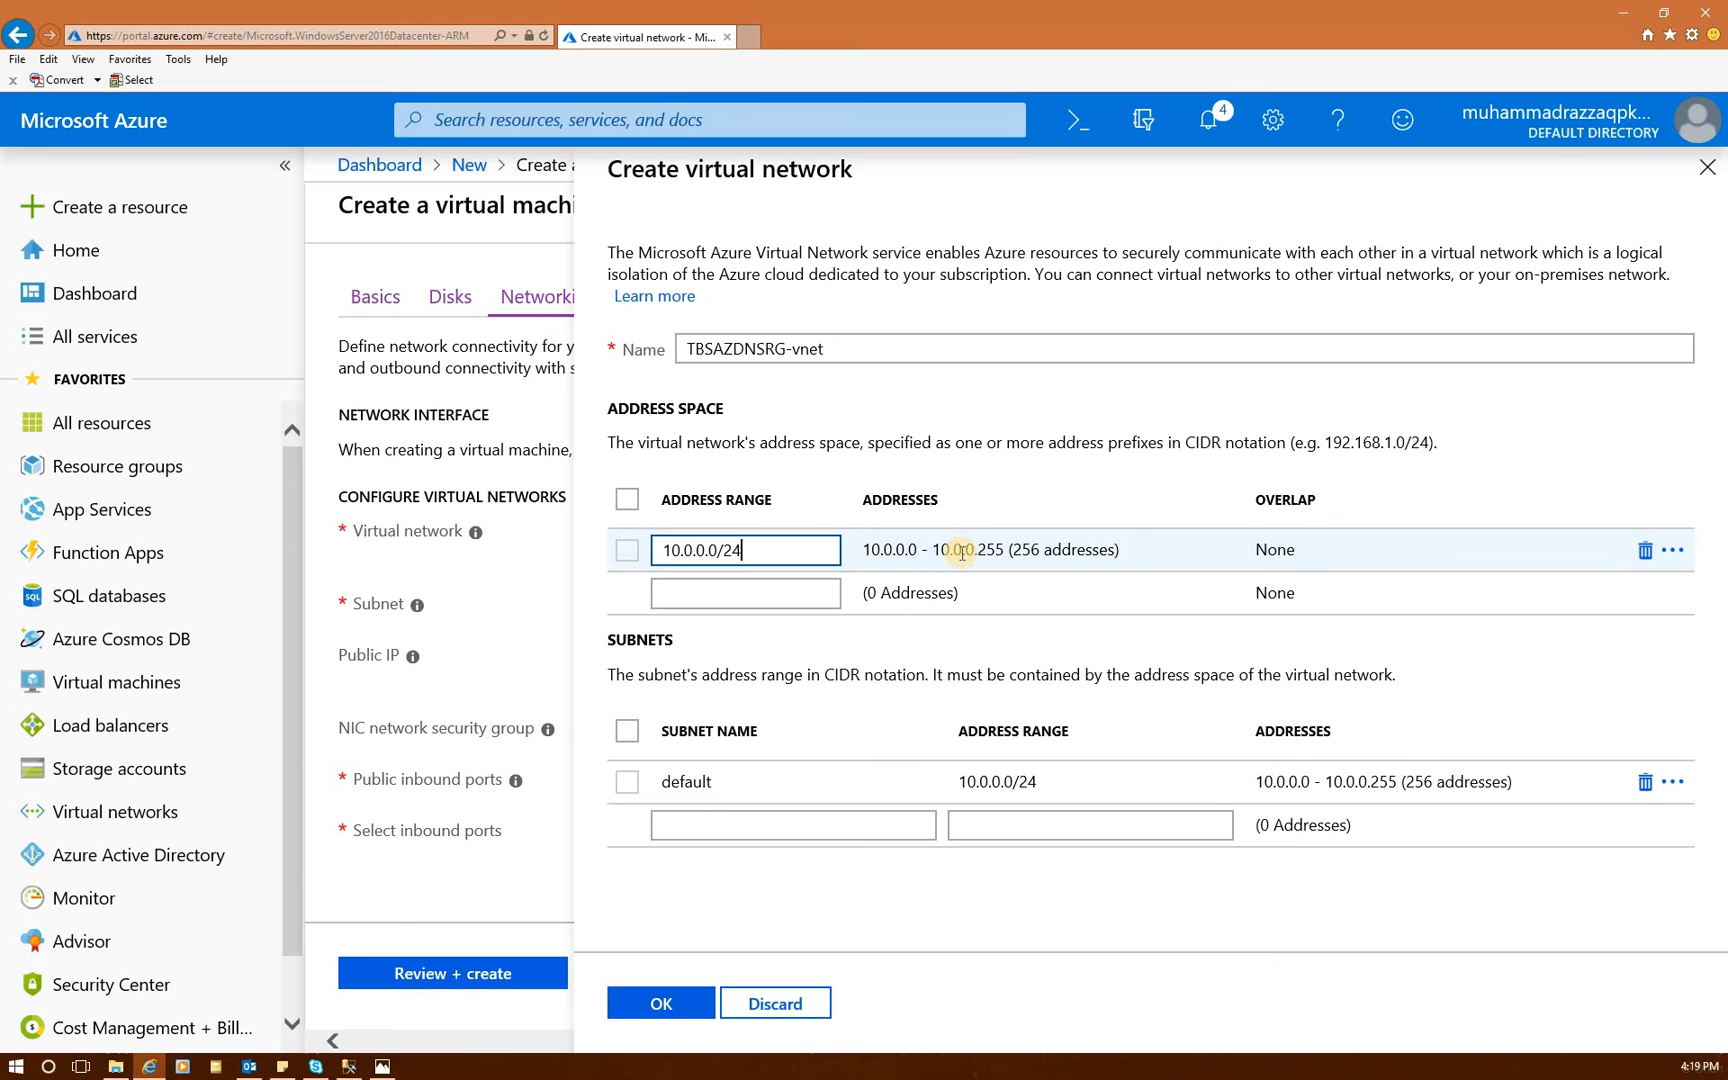 https://portal.azure.com/#create/Microsoft.WindowsServer2016Datacenter-ARM
Create virtual network - Mi...
File Edit View Favorites Tools Help
x Convert Select
Microsoft Azure
Search resources, services, and docs
4
muhammadrazzaqpk...
DEFAULT DIRECTORY
Create a resource
Home
Dashboard
All services
FAVORITES
All resources
Resource groups
App Services
Function Apps
SQL databases
Azure Cosmos DB
Virtual machines
Load balancers
Storage accounts
Virtual networks
Azure Active Directory
Monitor
Advisor
Security Center
Cost Management + Bill...
Dashboard > New > Create a
Create a virtual machi
Basics Disks Networki
Define network connectivity for y
and outbound connectivity with s
NETWORK INTERFACE
When creating a virtual machine,
CONFIGURE VIRTUAL NETWORKS
* Virtual network
* Subnet
Public IP
NIC network security group
* Public inbound ports
* Select inbound ports
Review + create
Create virtual network
The Microsoft Azure Virtual Network service enables Azure resources to securely communicate with each other in a virtual network which is a logical
isolation of the Azure cloud dedicated to your subscription. You can connect virtual networks to other virtual networks, or your on-premises network.
Learn more
* Name TBSAZDNSRG-vnet
ADDRESS SPACE
The virtual network's address space, specified as one or more address prefixes in CIDR notation (e.g. 192.168.1.0/24).
ADDRESS RANGE ADDRESSES OVERLAP
10.0.0.0/24 10.0.0.0 - 10.0.0.255 (256 addresses) None
(0 Addresses) None
SUBNETS
The subnet's address range in CIDR notation. It must be contained by the address space of the virtual network.
SUBNET NAME ADDRESS RANGE ADDRESSES
default 10.0.0.0/24 10.0.0.0 - 10.0.0.255 (256 addresses)
(0 Addresses)
OK Discard
4:19 PM